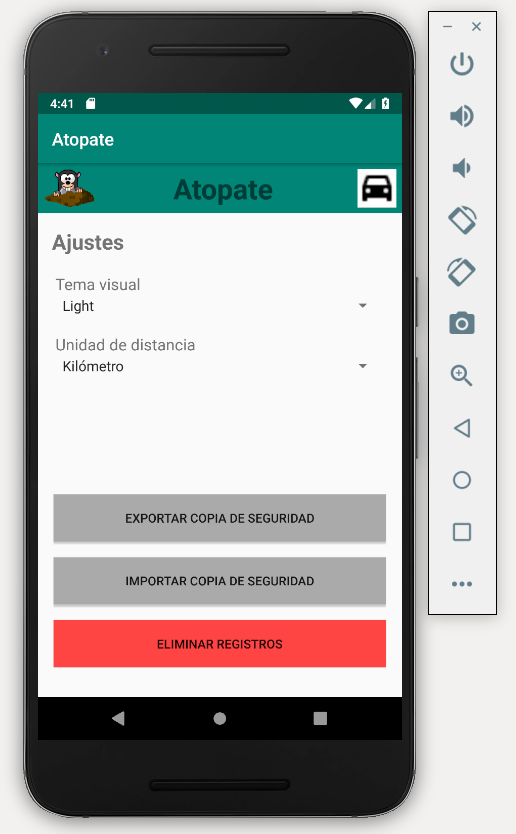 4:41
Atopate
Atopate
Ajustes
Tema visual
Light
Unidad de distancia
Kilómetro
EXPORTAR COPIA DE SEGURIDAD
IMPORTAR COPIA DE SEGURIDAD
ELIMINAR REGISTROS